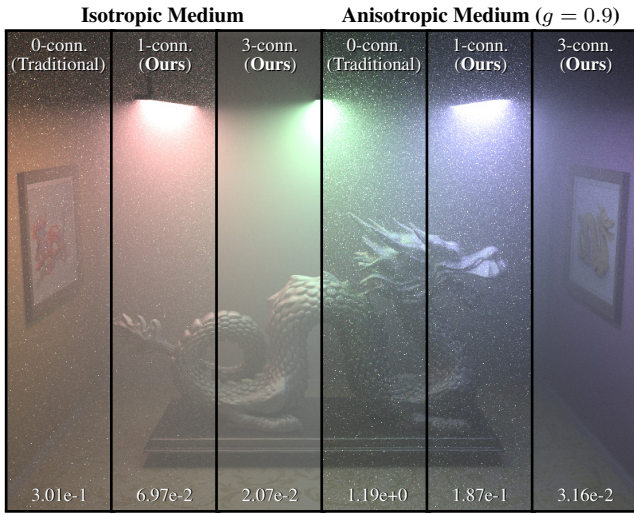 Isotropic Medium
Anisotropic Medium (g = 0.9)
0-conn.
(Traditional)
1-conn.
(Ours)
3-conn.
(Ours)
0-conn.
(Traditional)
1-conn.
(Ours)
3-conn.
(Ours)
3.01e-1
6.97e-2
2.07e-2
1.19e+0
1.87e-1
3.16e-2